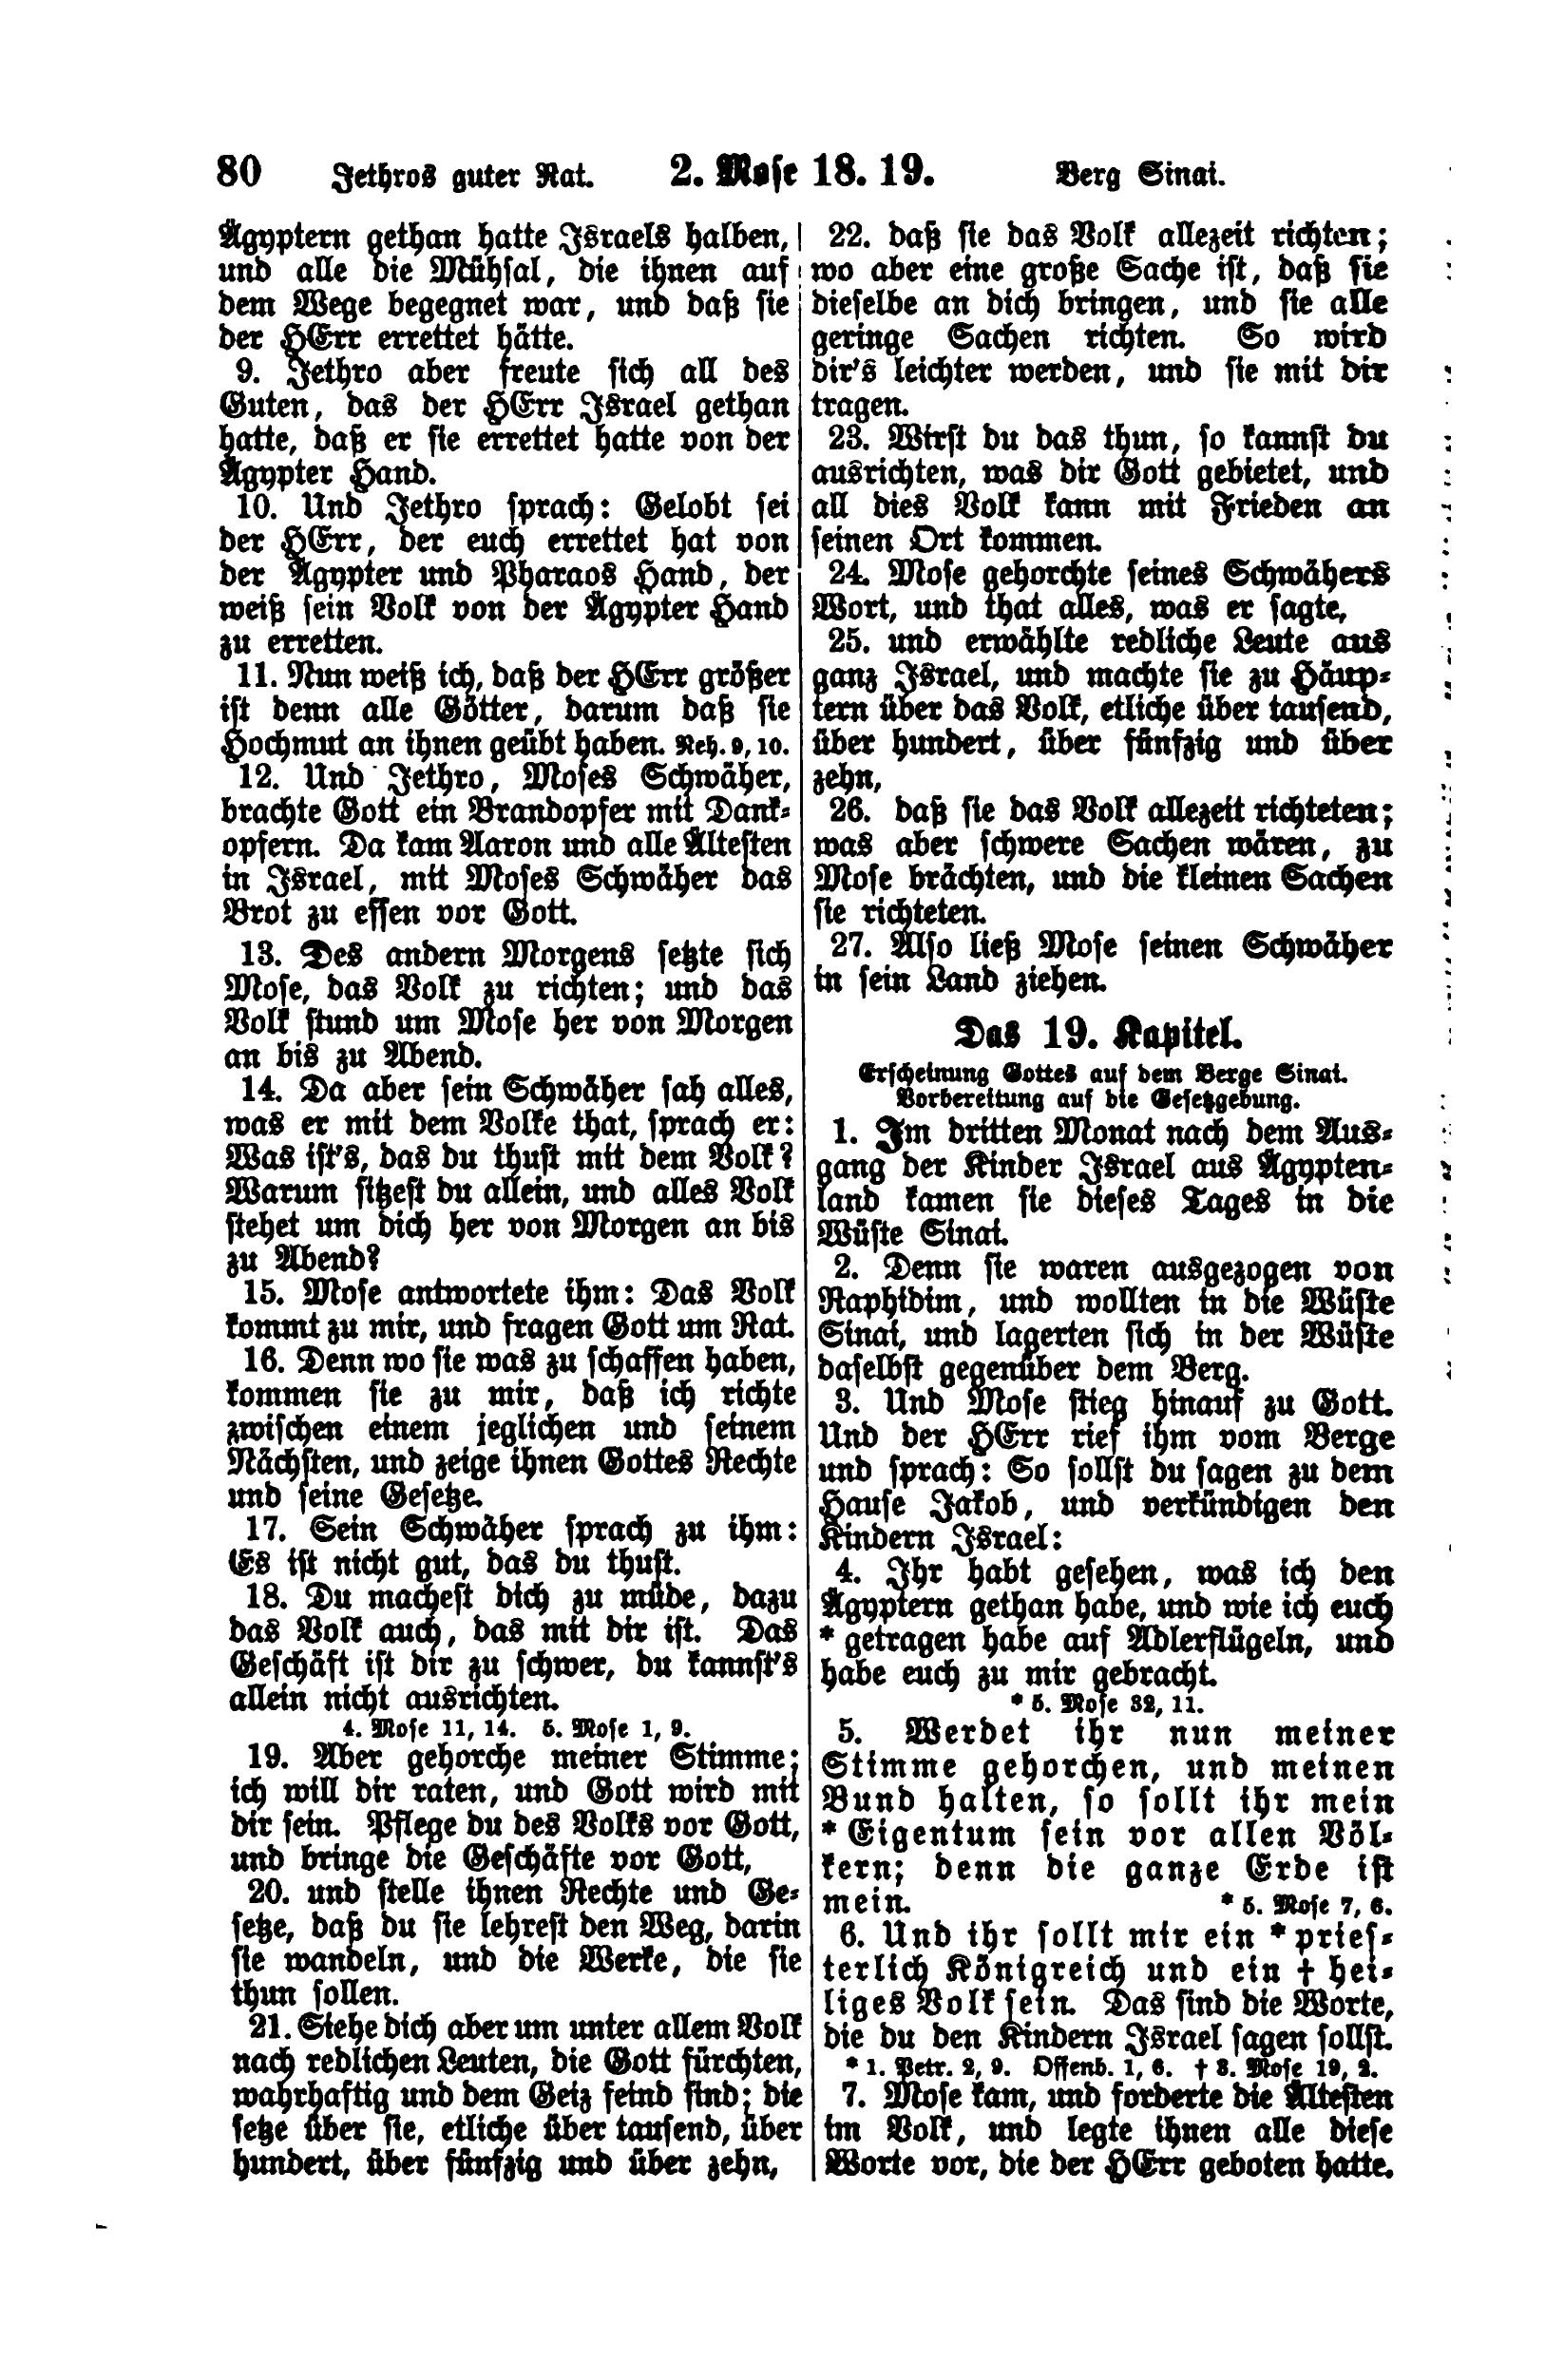 80 Jethros guter Rat. 2. Mose 18. 19. Berg Sinai.
Ägyptern gethan hatte Israels halben,
und alle die Mühsal, die ihnen auf
dem Wege begegnet war, und daß sie
der HErr errettet hätte.
9. Jethro aber freute sich all des
Guten, das der HErr Israel gethan
hatte, daß er sie errettet hatte von der
Ägypter Hand.
10. Und Jethro sprach: Gelobt sei
der HErr, der euch errettet hat von
der Ägypter und Pharaos Hand, der
weiß sein Volk von der Ägypter Hand
zu erretten.
11. Nun weiß ich, daß der HErr größer
ist denn alle Götter, darum daß sie
Hochmut an ihnen geübt haben. Neh. 9, 10.
12. Und Jethro, Moses Schwäher,
brachte Gott ein Brandopfer mit Dank-
opfern. Da kam Aaron und alle Ältesten
in Israel, mit Moses Schwäher das
Brot zu essen vor Gott.
13. Des andern Morgens setzte sich
Mose, das Volk zu richten; und das
Volk stund um Mose her von Morgen
an bis zu Abend.
14. Da aber sein Schwäher sah alles,
was er mit dem Volke that, sprach er:
Was ist's, das du thust mit dem Volk?
Warum sitzest du allein, und alles Volk
stehet um dich her von Morgen an bis
zu Abend?
15. Mose antwortete ihm: Das Volk
kommt zu mir, und fragen Gott um Rat.
16. Denn wo sie was zu schaffen haben,
kommen sie zu mir, daß ich richte
zwischen einem jeglichen und seinem
Nächsten, und zeige ihnen Gottes Rechte
und seine Gesetze.
17. Sein Schwäher sprach zu ihm:
Es ist nicht gut, das du thust.
18. Du machest dich zu müde, dazu
das Volk auch, das mit dir ist. Das
Geschäft ist dir zu schwer, du kannst's
allein nicht ausrichten.
4. Mose 11, 14. 5. Mose 1, 9.
19. Aber gehorche meiner Stimme;
ich will dir raten, und Gott wird mit
dir sein. Pflege du des Volks vor Gott,
und bringe die Geschäfte vor Gott,
20. und stelle ihnen Rechte und Ge-
setze, daß du sie lehrest den Weg, darin
sie wandeln, und die Werke, die sie
thun sollen.
21. Siehe dich aber um unter allem Volk
nach redlichen Leuten, die Gott fürchten,
wahrhaftig und dem Geiz feind sind; die
setze über sie, etliche über tausend, über
hundert, über fünfzig und über zehn,
22. daß sie das Volk allezeit richten;
wo aber eine große Sache ist, daß sie
dieselbe an dich bringen, und sie alle
geringe Sachen richten. So wird
dir's leichter werden, und sie mit dir
tragen.
23. Wirst du das thun, so kannst du
ausrichten, was dir Gott gebietet, und
all dies Volk kann mit Frieden an
seinen Ort kommen.
24. Mose gehorchte seines Schwähers
Wort, und that alles, was er sagte,
25. und erwählte redliche Leute aus
ganz Israel, und machte sie zu Häup-
tern über das Volk, etliche über tausend,
über hundert, über fünfzig und über
zehn,
26. daß sie das Volk allezeit richteten;
was aber schwere Sachen wären, zu
Mose brächten, und die kleinen Sachen
sie richteten.
27. Also ließ Mose seinen Schwäher
in sein Land ziehen.
Das 19. Kapitel.
Erscheinung Gottes auf dem Berge Sinai.
Vorbereitung auf die Gesetzgebung.
1. Im dritten Monat nach dem Aus-
gang der Kinder Israel aus Ägypten-
land kamen sie dieses Tages in die
Wüste Sinai.
2. Denn sie waren ausgezogen von
Raphidim, und wollten in die Wüste
Sinai, und lagerten sich in der Wüste
daselbst gegenüber dem Berg.
3. Und Mose stieg hinauf zu Gott.
Und der HErr rief ihm vom Berge
und sprach: So sollst du sagen zu dem
Hause Jakob, und verkündigen den
Kindern Israel:
4. Ihr habt gesehen, was ich den
Ägyptern gethan habe, und wie ich euch
* getragen habe auf Adlerflügeln, und
habe euch zu mir gebracht.
* 5. Mose 32, 11.
5. Werdet ihr nun meiner
Stimme gehorchen, und meinen
Bund halten, so sollt ihr mein
* Eigentum sein vor allen Völ-
kern; denn die ganze Erde ist
mein. * 5. Mose 7, 6.
6. Und ihr sollt mir ein * pries-
terlich Königreich und ein † hei-
liges Volk sein. Das sind die Worte,
die du den Kindern Israel sagen sollst.
* 1. Petr. 2, 9. Offenb. 1, 6. † 3. Mose 19, 2.
7. Mose kam, und forderte die Ältesten
im Volk, und legte ihnen alle diese
Worte vor, die der HErr geboten hatte.